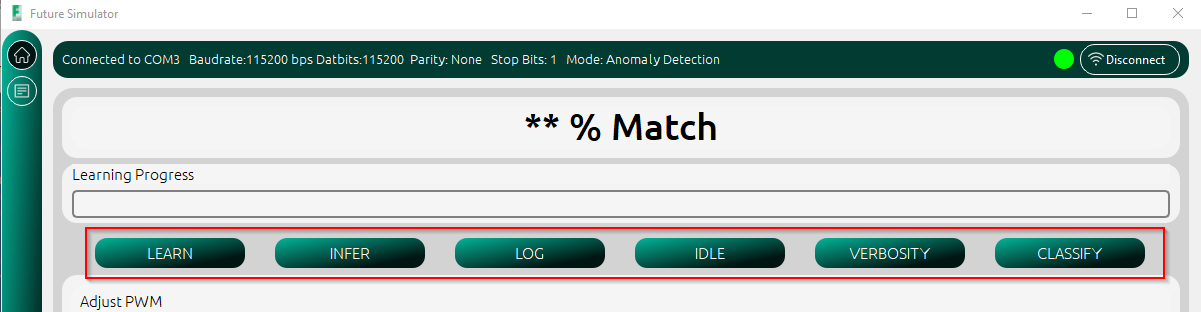 Future Simulator
Connected to COM3 Baudrate:115200 bps Datbits:115200 Parity: None Stop Bits: 1 Mode: Anomaly Detection Disconnect
** % Match
Learning Progress
LEARN INFER LOG IDLE VERBOSITY CLASSIFY
Adjust PWM